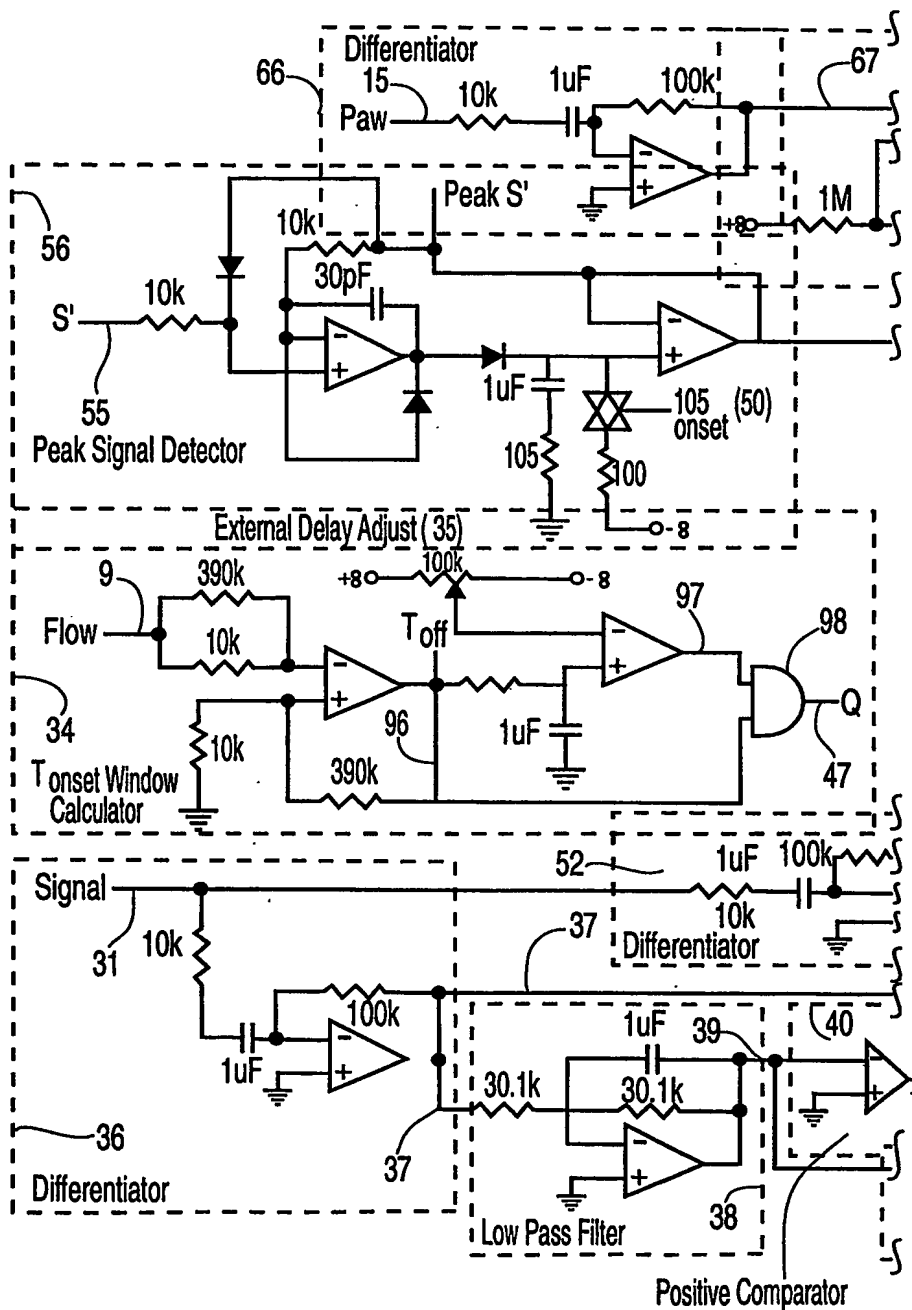 Differentiator
66
15
1uF
100k
67
10k
Paw
Peak S'
1M
+8
56
10k
30pF
10k
S'
55
1uF
105 (50)
onset
Peak Signal Detector
105
100
- 8
External Delay Adjust (35)
100k
+8
- 8
9
390k
97
Flow
T off
98
10k
Q
34
1uF
96
47
10k
390k
T onset Window
Calculator
52
1uF
100k
Signal
10k
31
10k
Differentiator
37
100k
1uF
1uF
39
40
30.1k
30.1k
36
37
Differentiator
38
Low Pass Filter
Positive Comparator